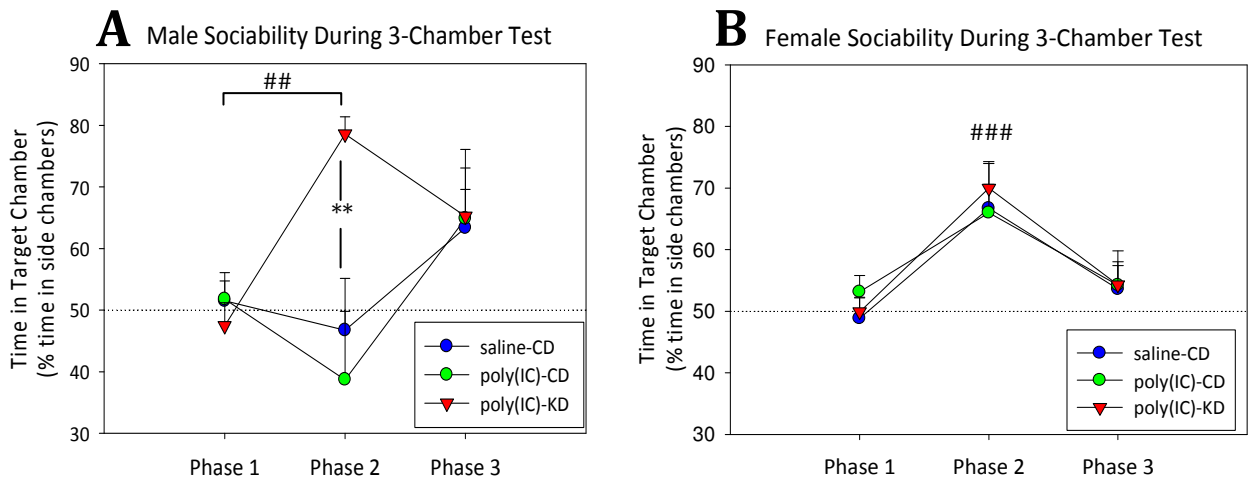 A Male Sociability During 3-Chamber Test
Time in Target Chamber
(% time in side chambers)
90
80
70
60
50
40
30
##
**
saline-CD
poly(IC)-CD
poly(IC)-KD
Phase 1 Phase 2 Phase 3
B Female Sociability During 3-Chamber Test
Time in Target Chamber
(% time in side chambers)
90
80
70
60
50
40
30
###
saline-CD
poly(IC)-CD
poly(IC)-KD
Phase 1 Phase 2 Phase 3